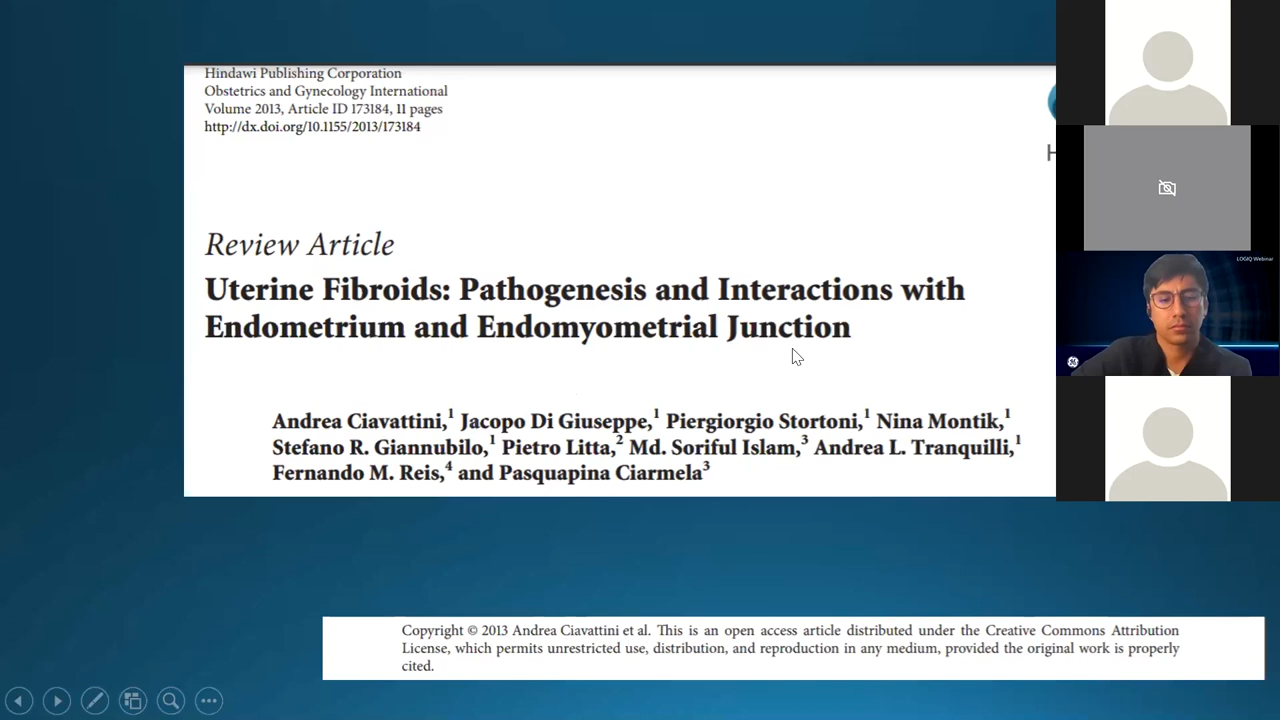 Hindawi Publishing Corporation
Obstetrics and Gynecology International
Volume 2013, Article ID 173184, 11 pages
http://dx.doi.org/10.1155/2013/173184
H
Review Article
Uterine Fibroids: Pathogenesis and Interactions with
Endometrium and Endomyometrial Junction
Andrea Ciavattini,1 Jacopo Di Giuseppe,1 Piergiorgio Stortoni,1 Nina Montik,1
Stefano R. Giannubilo,1 Pietro Litta,2 Md. Soriful Islam,3 Andrea L. Tranquilli,1
Fernando M. Reis,4 and Pasquapina Ciarmela3
LOGIQ Webinar
Copyright © 2013 Andrea Ciavattini et al. This is an open access article distributed under the Creative Commons Attribution
License, which permits unrestricted use, distribution, and reproduction in any medium, provided the original work is properly
cited.